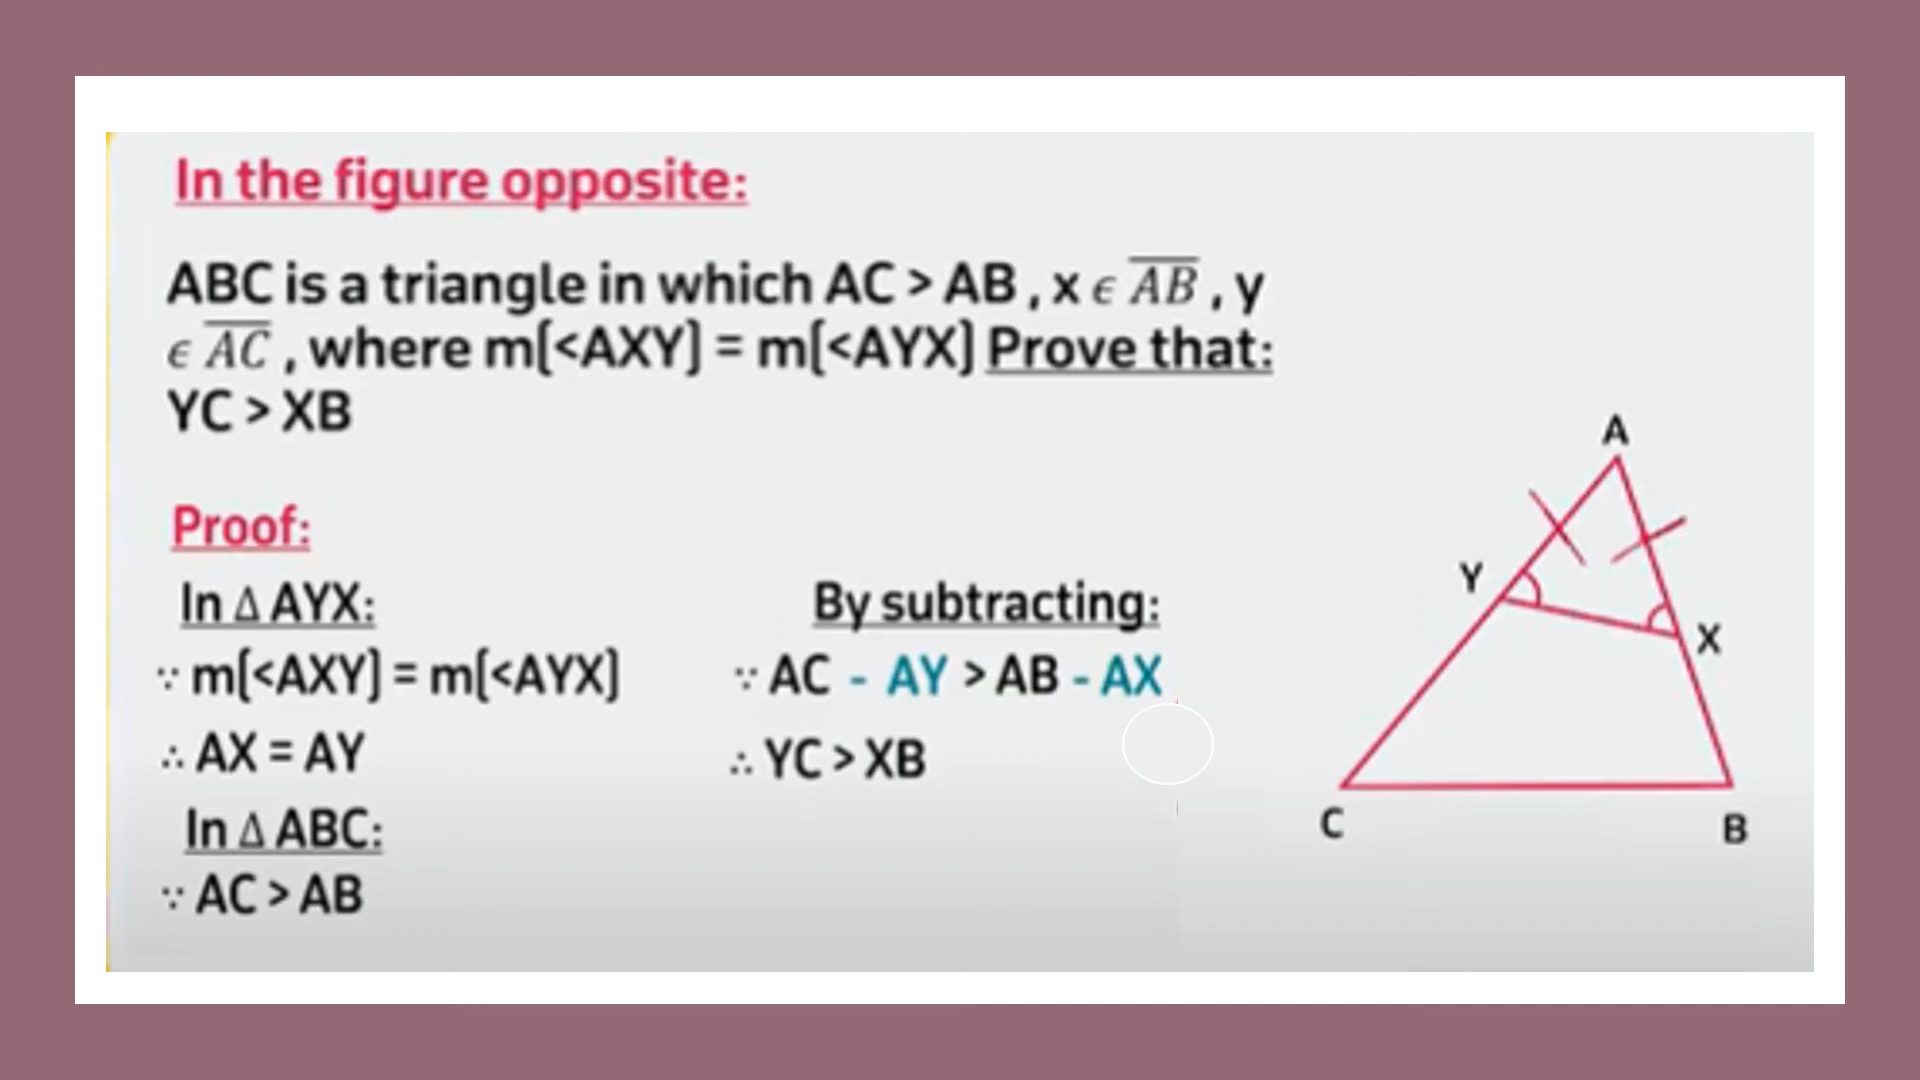 In the figure opposite:
ABC is a triangle in which AC > AB , x ϵ AB , y
ϵ AC , where m(<AXY) = m(<AYX) Prove that:
YC > XB
Proof:
In Δ AYX:
∵ m(<AXY) = m(<AYX)
∴ AX = AY
In Δ ABC:
∵ AC > AB
By subtracting:
∵ AC - AY > AB - AX
∴ YC > XB
A
Y
X
C
B